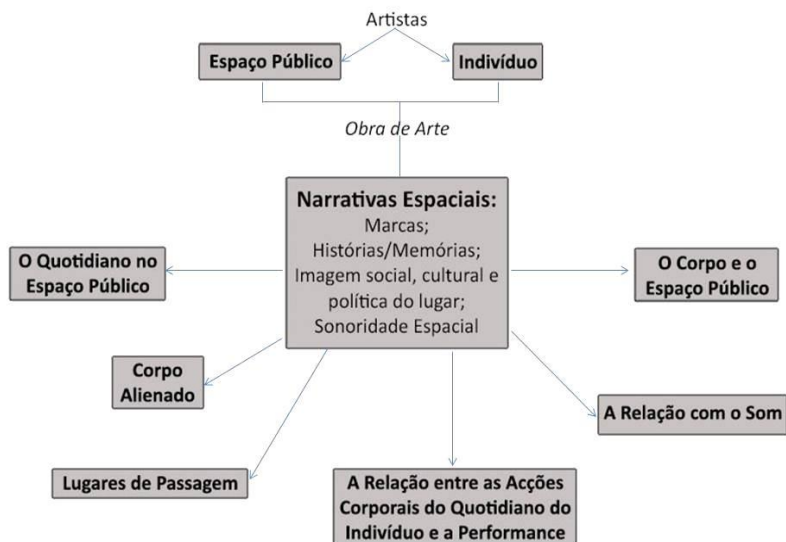 Artistas
Espaço Público
Indivíduo
Obra de Arte
Narrativas Espaciais:
Marcas;
Histórias/Memórias;
Imagem social, cultural e
política do lugar;
Sonoridade Espacial
O Quotidiano no
Espaço Público
O Corpo e o
Espaço Público
Corpo
Alienado
A Relação com o Som
Lugares de Passagem
A Relação entre as Acções
Corporais do Quotidiano do
Indivíduo e a Performance